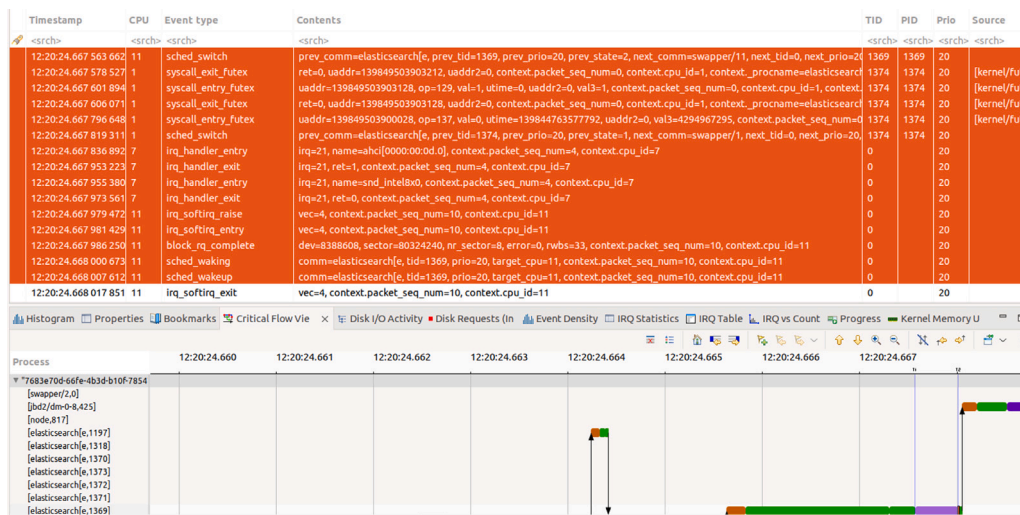 Timestamp CPU Event type Contents TID PID Prio Source
<srch> <srch> <srch> <srch> <srch> <srch> <srch> <srch>
12:20:24.667 563 662 11 sched_switch prev_comm=elasticsearch[e, prev_tid=1369, prev_prio=20, prev_state=2, next_comm=swapper/11, next_tid=0, next_prio=20 1369 1369 20
12:20:24.667 578 527 1 syscall_exit_futex ret=0, uaddr=139849503903212, uaddr2=0, context.packet_seq_num=0, context.cpu_id=1, context._procname=elasticsearch 1374 1374 20 [kernel/fu
12:20:24.667 601 894 1 syscall_entry_futex uaddr=139849503903128, op=129, val=1, utime=0, uaddr2=0, val3=1, context.packet_seq_num=0, context.cpu_id=1, context. 1374 1374 20 [kernel/fu
12:20:24.667 606 071 1 syscall_exit_futex ret=0, uaddr=139849503903128, uaddr2=0, context.packet_seq_num=0, context.cpu_id=1, context._procname=elasticsearch 1374 1374 20 [kernel/fu
12:20:24.667 796 648 1 syscall_entry_futex uaddr=139849503900028, op=137, val=0, utime=139844763577792, uaddr2=0, val3=4294967295, context.packet_seq_num=0 1374 1374 20 [kernel/fu
12:20:24.667 819 311 1 sched_switch prev_comm=elasticsearch[e, prev_tid=1374, prev_prio=20, prev_state=1, next_comm=swapper/1, next_tid=0, next_prio=20, 1374 1374 20
12:20:24.667 836 892 7 irq_handler_entry irq=21, name=ahci[0000:00:0d.0], context.packet_seq_num=4, context.cpu_id=7 0 20
12:20:24.667 953 223 7 irq_handler_exit irq=21, ret=1, context.packet_seq_num=4, context.cpu_id=7 0 20
12:20:24.667 955 380 7 irq_handler_entry irq=21, name=snd_intel8x0, context.packet_seq_num=4, context.cpu_id=7 0 20
12:20:24.667 973 561 7 irq_handler_exit irq=21, ret=0, context.packet_seq_num=4, context.cpu_id=7 0 20
12:20:24.667 979 472 11 irq_softirq_raise vec=4, context.packet_seq_num=10, context.cpu_id=11 0 20
12:20:24.667 981 429 11 irq_softirq_entry vec=4, context.packet_seq_num=10, context.cpu_id=11 0 20
12:20:24.667 986 250 11 block_rq_complete dev=8388608, sector=80324240, nr_sector=8, error=0, rwbs=33, context.packet_seq_num=10, context.cpu_id=11 0 20
12:20:24.668 000 673 11 sched_waking comm=elasticsearch[e, tid=1369, prio=20, target_cpu=11, context.packet_seq_num=10, context.cpu_id=11 0 20
12:20:24.668 007 612 11 sched_wakeup comm=elasticsearch[e, tid=1369, prio=20, target_cpu=11, context.packet_seq_num=10, context.cpu_id=11 0 20
12:20:24.668 017 851 11 irq_softirq_exit vec=4, context.packet_seq_num=10, context.cpu_id=11 0 20
Histogram Properties Bookmarks Critical Flow Vie Disk I/O Activity Disk Requests (In Event Density IRQ Statistics IRQ Table IRQ vs Count Progress Kernel Memory U
Process 12:20:24.660 12:20:24.661 12:20:24.662 12:20:24.663 12:20:24.664 12:20:24.665 12:20:24.666 12:20:24.667
"7683e70d-66fe-4b3d-b10f-7854
[swapper/2,0]
[jbd2/dm-0-8,425]
[node,817]
[elasticsearch[e,1197]
[elasticsearch[e,1318]
[elasticsearch[e,1370]
[elasticsearch[e,1373]
[elasticsearch[e,1372]
[elasticsearch[e,1371]
[elasticsearch[e,1369]